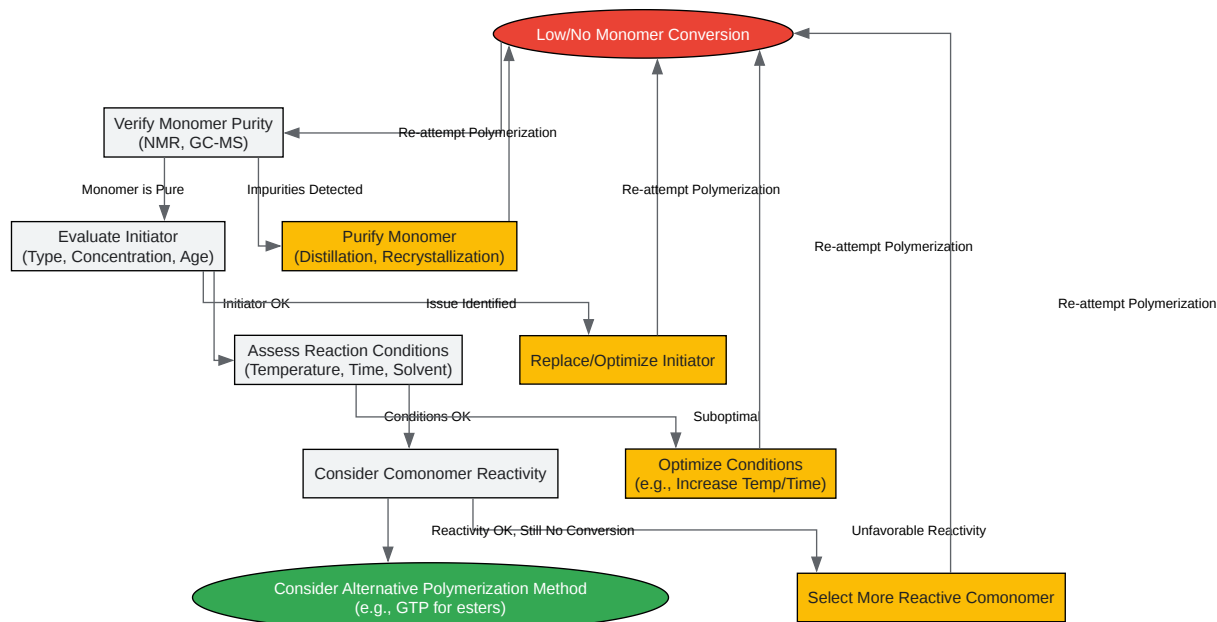 Low/No Monomer Conversion
Verify Monomer Purity
(NMR, GC-MS)
Re-attempt Polymerization
Monomer is Pure
Impurities Detected
Re-attempt Polymerization
Evaluate Initiator
(Type, Concentration, Age)
Purify Monomer
(Distillation, Recrystallization)
Re-attempt Polymerization
Initiator OK
Issue Identified
Re-attempt Polymerization
Assess Reaction Conditions
(Temperature, Time, Solvent)
Replace/Optimize Initiator
Conditions OK
Suboptimal
Consider Comonomer Reactivity
Optimize Conditions
(e.g., Increase Temp/Time)
Reactivity OK, Still No Conversion
Unfavorable Reactivity
Consider Alternative Polymerization Method
(e.g., GTP for esters)
Select More Reactive Comonomer